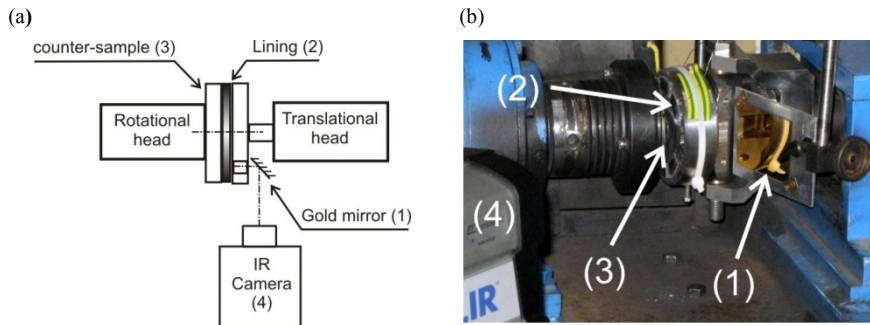 (a)
counter-sample (3)
Lining (2)
Rotational
head
Translational
head
Gold mirror (1)
IR
Camera
(4)
(b)
(2)
(4)
LIR
(3)
(1)